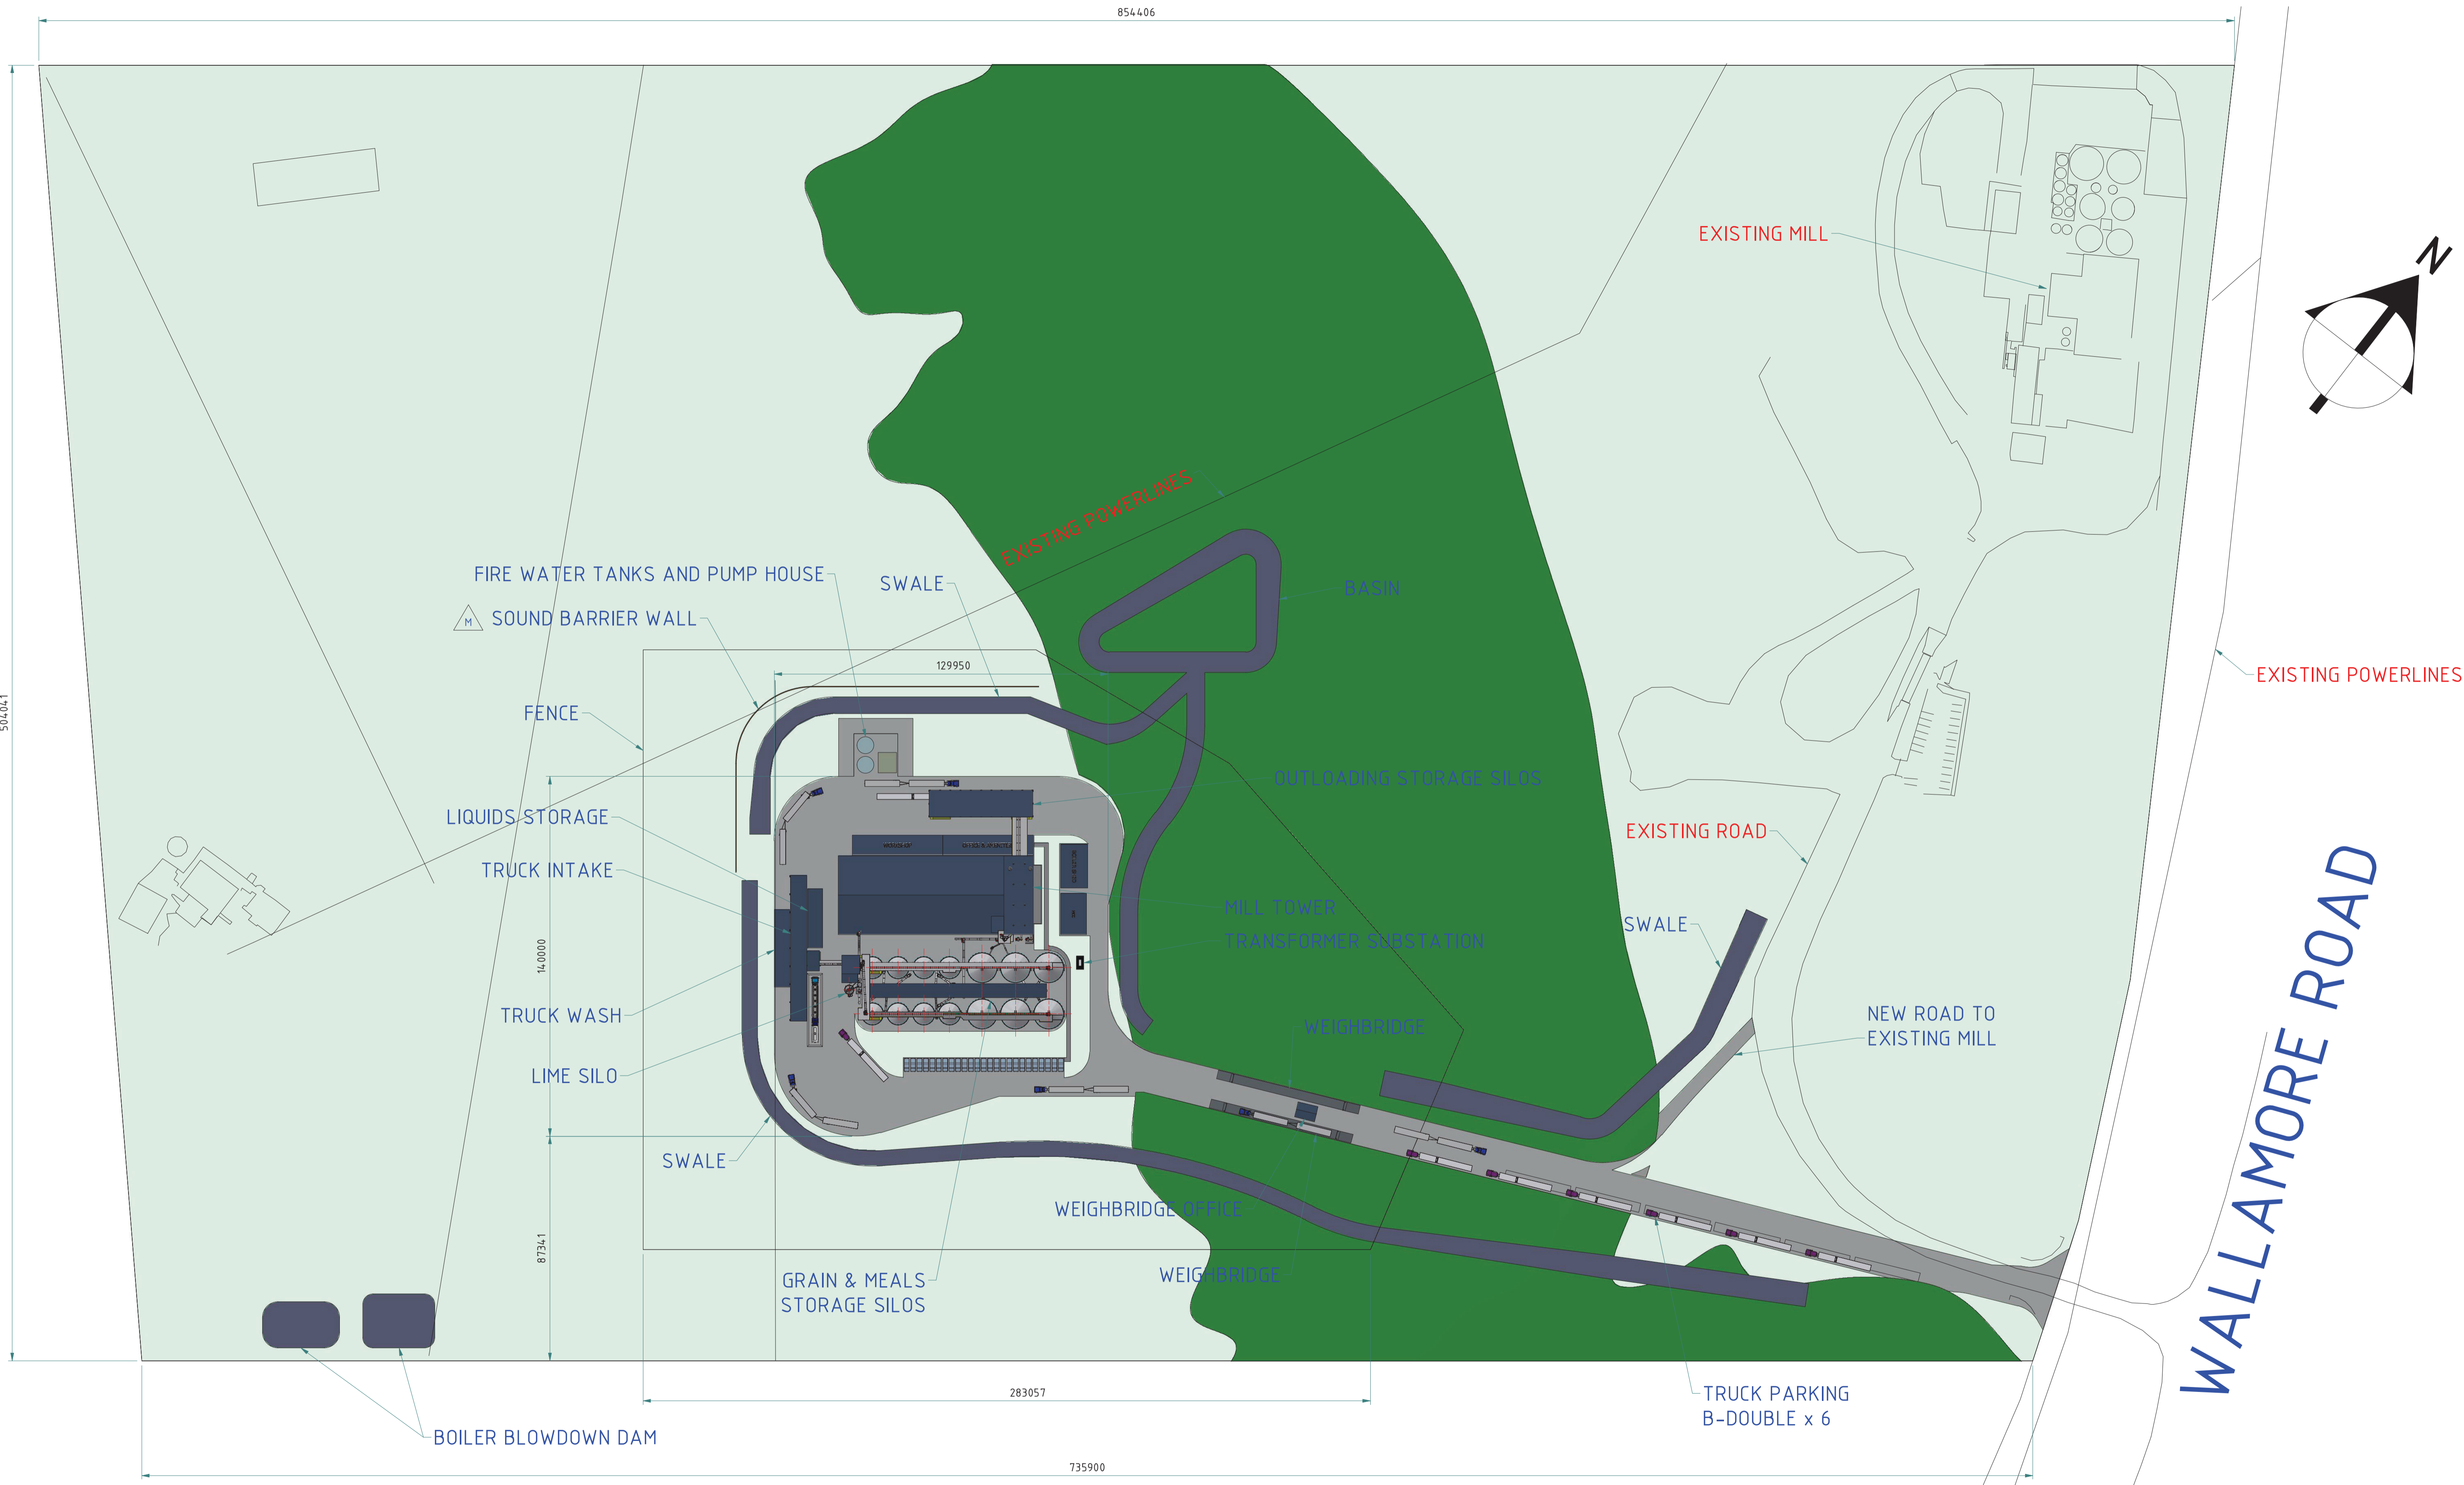 854406
N
EXISTING MILL
EXISTING POWERLINES
FIRE WATER TANKS AND PUMP HOUSE
SWALE
BASIN
M
SOUND BARRIER WALL
129950
EXISTING POWERLINES
FENCE
504041
OUTLOADING STORAGE SILOS
LIQUIDS STORAGE
EXISTING ROAD
TRUCK INTAKE
MILL TOWER
SWALE
TRANSFORMER SUBSTATION
140000
TRUCK WASH
WEIGHBRIDGE
NEW ROAD TO
EXISTING MILL
LIME SILO
WALLAMORE ROAD
SWALE
WEIGHBRIDGE OFFICE
87341
WEIGHBRIDGE
GRAIN & MEALS
STORAGE SILOS
283057
TRUCK PARKING
B-DOUBLE x 6
BOILER BLOWDOWN DAM
735900